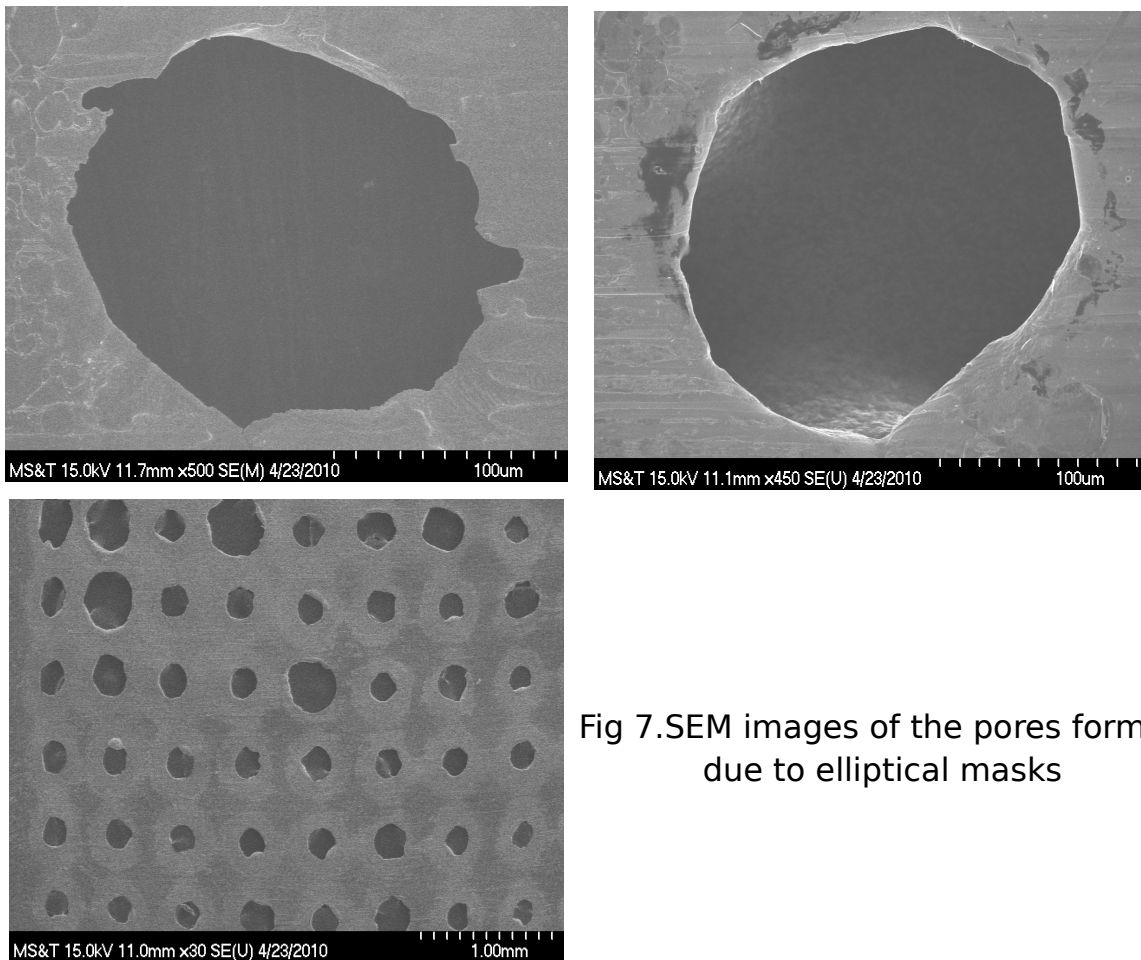 MS&T 15.0kV 11.7mm x500 SE(M) 4/23/2010 100um
MS&T 15.0kV 11.1mm x450 SE(U) 4/23/2010 100um
MS&T 15.0kV 11.0mm x30 SE(U) 4/23/2010 1.00mm
Fig 7.SEM images of the pores form
due to elliptical masks